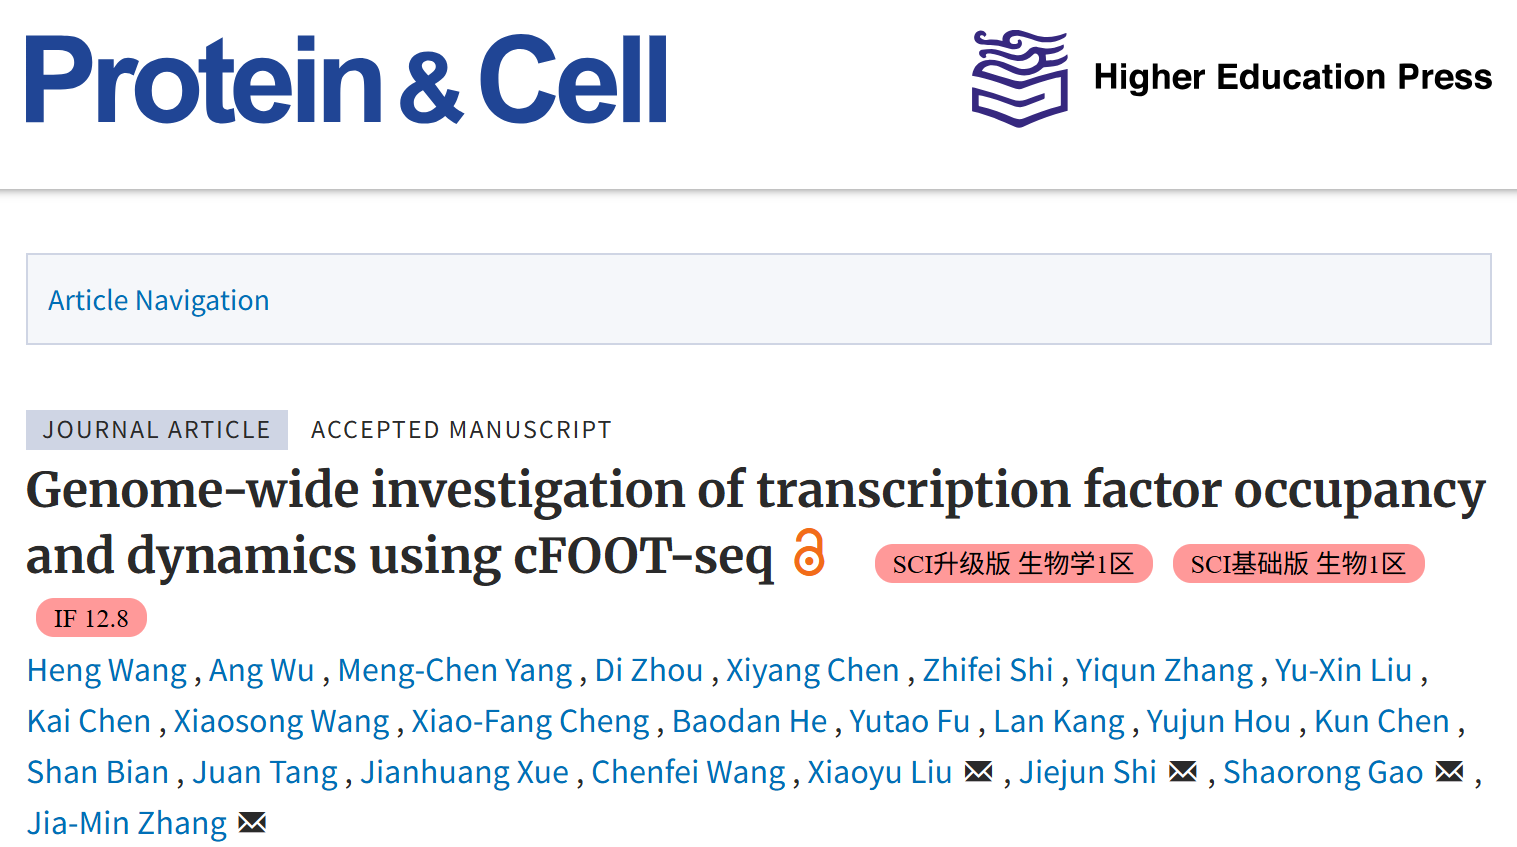 Protein & Cell
Higher Education Press
Article Navigation
JOURNAL ARTICLE ACCEPTED MANUSCRIPT
Genome-wide investigation of transcription factor occupancy
and dynamics using cFOOT-seq SCI升级版 生物学1区 SCI基础版 生物1区
IF 12.8
Heng Wang , Ang Wu , Meng-Chen Yang , Di Zhou , Xiyang Chen , Zhifei Shi , Yiqun Zhang , Yu-Xin Liu ,
Kai Chen , Xiaosong Wang , Xiao-Fang Cheng , Baodan He , Yutao Fu , Lan Kang , Yujun Hou , Kun Chen ,
Shan Bian , Juan Tang , Jianhuang Xue , Chenfei Wang , Xiaoyu Liu , Jiejun Shi , Shaorong Gao ,
Jia-Min Zhang